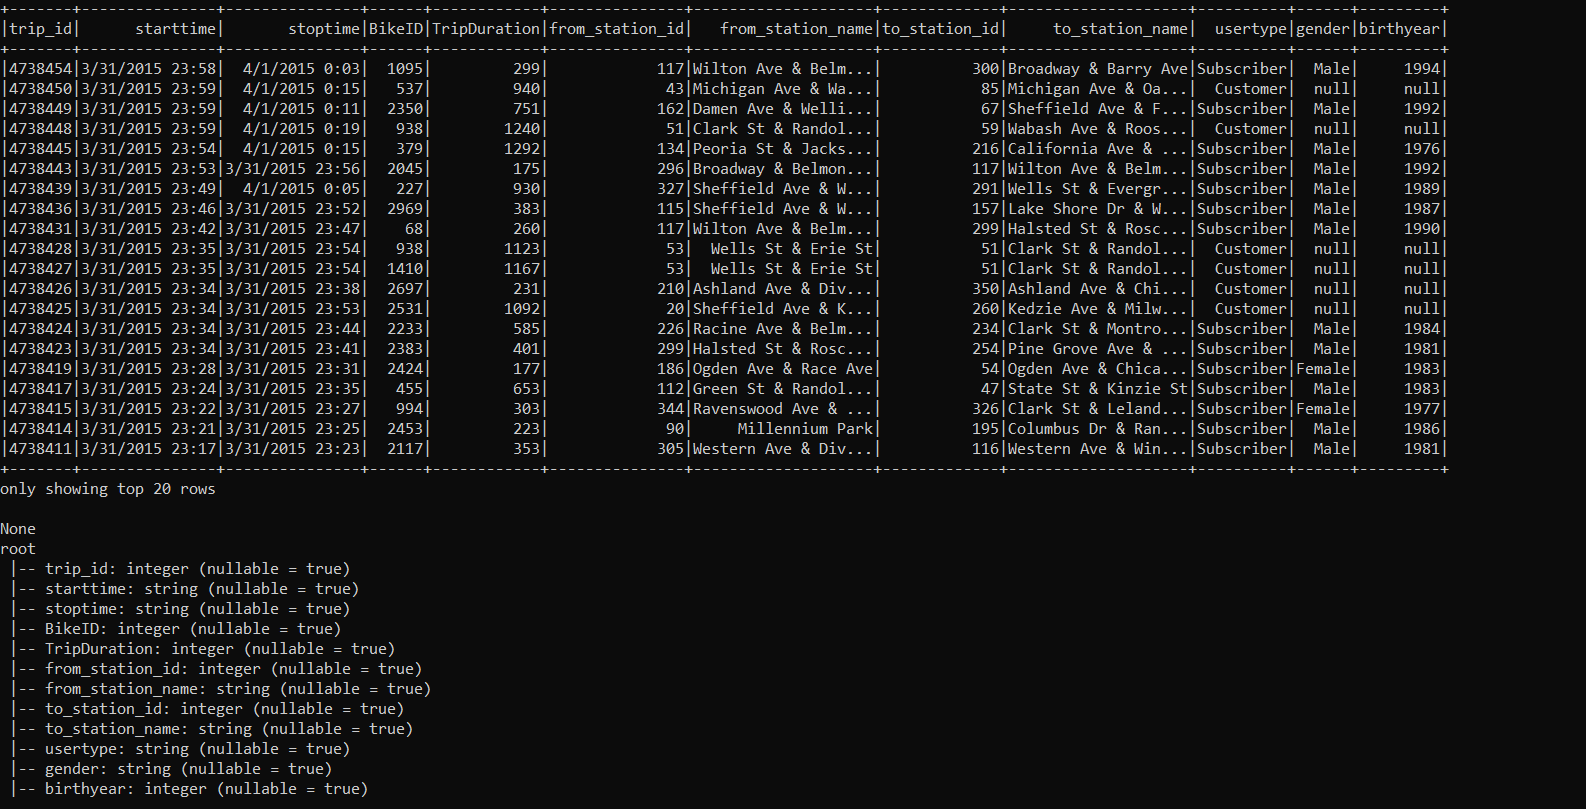 +-------+---------------+---------------+------+------------+---------------+--------------------+-------------+--------------------+----------+------+---------+
|trip_id|      starttime|       stoptime|BikeID|TripDuration|from_station_id|   from_station_name|to_station_id|     to_station_name|  usertype|gender|birthyear|
+-------+---------------+---------------+------+------------+---------------+--------------------+-------------+--------------------+----------+------+---------+
|4738454|3/31/2015 23:58|  4/1/2015 0:03|  1095|         299|            117|Wilton Ave & Belm...|          300|Broadway & Barry Ave|Subscriber|  Male|     1994|
|4738450|3/31/2015 23:59|  4/1/2015 0:15|   537|         940|             43|Michigan Ave & Wa...|           85|Michigan Ave & Oa...|  Customer|  null|     null|
|4738449|3/31/2015 23:59|  4/1/2015 0:11|  2350|         751|            162|Damen Ave & Welli...|           67|Sheffield Ave & F...|Subscriber|  Male|     1992|
|4738448|3/31/2015 23:59|  4/1/2015 0:19|   938|        1240|             51|Clark St & Randol...|           59|Wabash Ave & Roos...|  Customer|  null|     null|
|4738445|3/31/2015 23:54|  4/1/2015 0:15|   379|        1292|            134|Peoria St & Jacks...|          216|California Ave & ...|Subscriber|  Male|     1976|
|4738443|3/31/2015 23:53|3/31/2015 23:56|  2045|         175|            296|Broadway & Belmon...|          117|Wilton Ave & Belm...|Subscriber|  Male|     1992|
|4738439|3/31/2015 23:49|  4/1/2015 0:05|   227|         930|            327|Sheffield Ave & W...|          291|Wells St & Evergr...|Subscriber|  Male|     1989|
|4738436|3/31/2015 23:46|3/31/2015 23:52|  2969|         383|            115|Sheffield Ave & W...|          157|Lake Shore Dr & W...|Subscriber|  Male|     1987|
|4738431|3/31/2015 23:42|3/31/2015 23:47|    68|         260|            117|Wilton Ave & Belm...|          299|Halsted St & Rosc...|Subscriber|  Male|     1990|
|4738428|3/31/2015 23:35|3/31/2015 23:54|   938|        1123|             53|  Wells St & Erie St|           51|Clark St & Randol...|  Customer|  null|     null|
|4738427|3/31/2015 23:35|3/31/2015 23:54|  1410|        1167|             53|  Wells St & Erie St|           51|Clark St & Randol...|  Customer|  null|     null|
|4738426|3/31/2015 23:34|3/31/2015 23:38|  2697|         231|            210|Ashland Ave & Div...|          350|Ashland Ave & Chi...|  Customer|  null|     null|
|4738425|3/31/2015 23:34|3/31/2015 23:53|  2531|        1092|             20|Sheffield Ave & K...|          260|Kedzie Ave & Milw...|  Customer|  null|     null|
|4738424|3/31/2015 23:34|3/31/2015 23:44|  2233|         585|            226|Racine Ave & Belm...|          234|Clark St & Montro...|Subscriber|  Male|     1984|
|4738423|3/31/2015 23:34|3/31/2015 23:41|  2383|         401|            299|Halsted St & Rosc...|          254|Pine Grove Ave & ...|Subscriber|  Male|     1981|
|4738419|3/31/2015 23:28|3/31/2015 23:31|  2424|         177|            186|Ogden Ave & Race Ave|           54|Ogden Ave & Chica...|Subscriber|Female|     1983|
|4738417|3/31/2015 23:24|3/31/2015 23:35|   455|         653|            112|Green St & Randol...|           47|State St & Kinzie St|Subscriber|  Male|     1983|
|4738415|3/31/2015 23:22|3/31/2015 23:27|   994|         303|            344|Ravenswood Ave & ...|          326|Clark St & Leland...|Subscriber|Female|     1977|
|4738414|3/31/2015 23:21|3/31/2015 23:25|  2453|         223|             90|     Millennium Park|          195|Columbus Dr & Ran...|Subscriber|  Male|     1986|
|4738411|3/31/2015 23:17|3/31/2015 23:23|  2117|         353|            305|Western Ave & Div...|          116|Western Ave & Win...|Subscriber|  Male|     1981|
+-------+---------------+---------------+------+------------+---------------+--------------------+-------------+--------------------+----------+------+---------+
only showing top 20 rows
None
root
 |-- trip_id: integer (nullable = true)
 |-- starttime: string (nullable = true)
 |-- stoptime: string (nullable = true)
 |-- BikeID: integer (nullable = true)
 |-- TripDuration: integer (nullable = true)
 |-- from_station_id: integer (nullable = true)
 |-- from_station_name: string (nullable = true)
 |-- to_station_id: integer (nullable = true)
 |-- to_station_name: string (nullable = true)
 |-- usertype: string (nullable = true)
 |-- gender: string (nullable = true)
 |-- birthyear: integer (nullable = true)